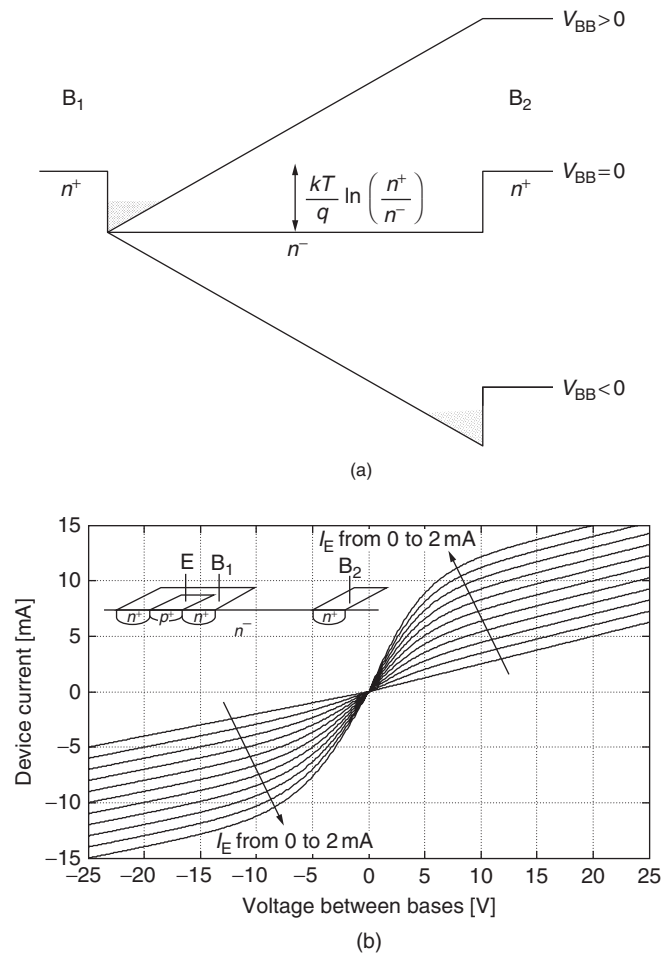 V_BB > 0
B₁
B₂
n⁺
kT/q ln (n⁺/n⁻)
n⁺
V_BB = 0
n⁻
V_BB < 0
(a)
15
I_E from 0 to 2 mA
E
B₁
B₂
10
n⁺ p⁺ n⁺
n⁻
n⁺
5
0
−5
−10
I_E from 0 to 2 mA
−15
Device current [mA]
−25 −20 −15 −10 −5 0 5 10 15 20 25
Voltage between bases [V]
(b)